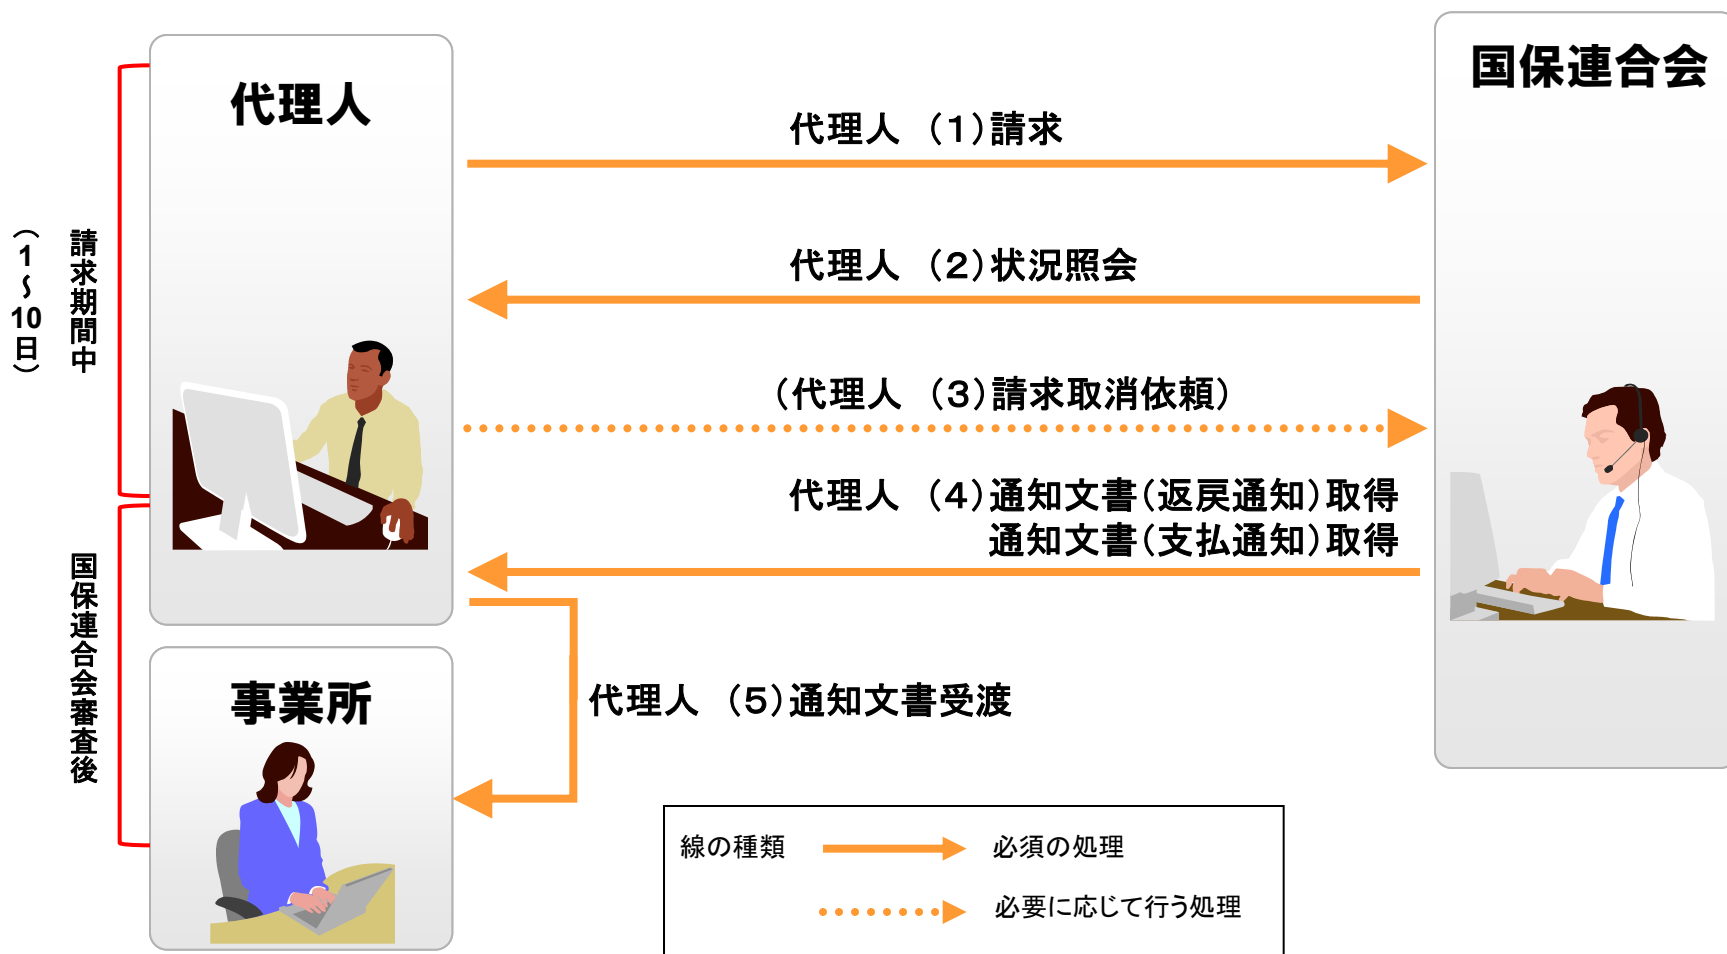 代理人
国保連合会
代理人 (1)請求
代理人 (2)状況照会
(代理人 (3)請求取消依頼)
代理人 (4)通知文書(返戻通知)取得
通知文書(支払通知)取得
請求期間中
(1~10日)
国保連合会審査後
事業所
代理人 (5)通知文書受渡
線の種類
必須の処理
必要に応じて行う処理